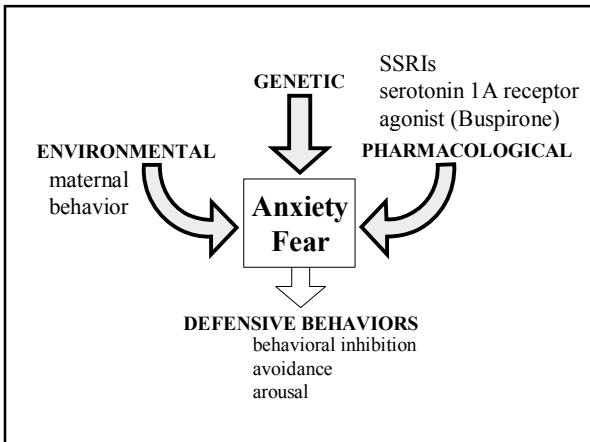 GENETIC
SSRIs
serotonin 1A receptor
agonist (Buspirone)
PHARMACOLOGICAL
ENVIRONMENTAL
maternal
behavior
Anxiety
Fear
DEFENSIVE BEHAVIORS
behavioral inhibition
avoidance
arousal